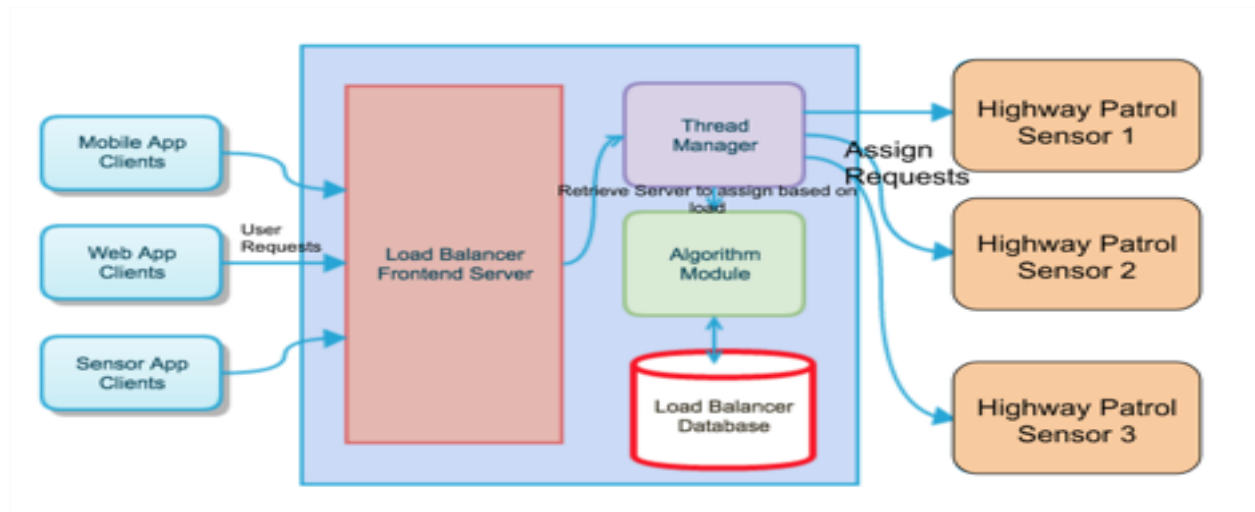 Mobile App
Clients
Web App
Clients
Sensor App
Clients
User
Requests
Load Balancer
Frontend Server
Thread
Manager
Retrieve Server to assign based on
load
Algorithm
Module
Load Balancer
Database
Assign
Requests
Highway Patrol
Sensor 1
Highway Patrol
Sensor 2
Highway Patrol
Sensor 3